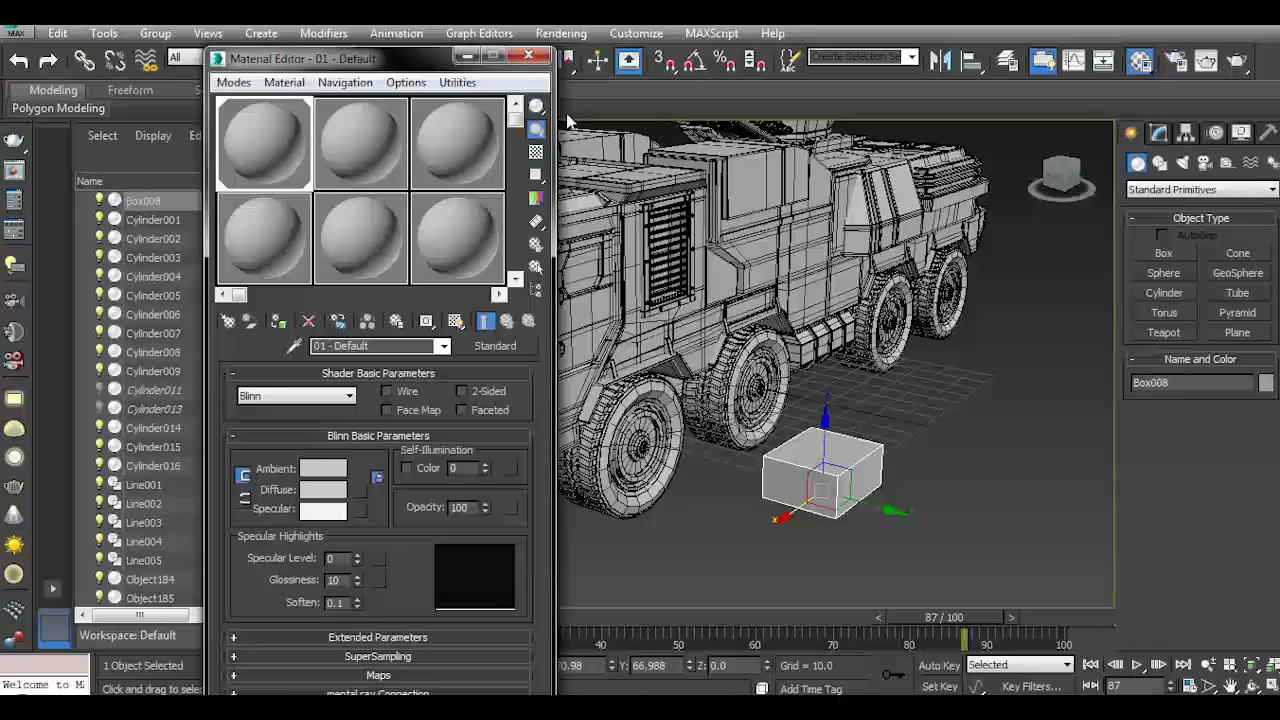 MAX Edit Tools Group Views Create Modifiers Animation Graph Editors Rendering Customize MAXScript Help
All
Create Selection Se
Modeling Freeform
Polygon Modeling
Select Display
Name
Box008
Cylinder001
Cylinder002
Cylinder003
Cylinder004
Cylinder005
Cylinder006
Cylinder007
Cylinder008
Cylinder009
Cylinder011
Cylinder013
Cylinder014
Cylinder015
Cylinder016
Line001
Line002
Line003
Line004
Line005
Object184
Object185
Workspace: Default
Welcome to M
1 Object Selected
Material Editor - 01 - Default
Modes Material Navigation Options Utilities
01 - Default Standard
- Shader Basic Parameters
Blinn Wire 2-Sided
Face Map Faceted
- Blinn Basic Parameters
Self-Illumination
Ambient: Color 0
Diffuse:
Specular: Opacity: 100
Specular Highlights
Specular Level: 0
Glossiness: 10
Soften: 0.1
+ Extended Parameters
+ SuperSampling
+ Maps
+ mental ray Connection
x
Standard Primitives
- Object Type
AutoGrid
Box Cone
Sphere GeoSphere
Cylinder Tube
Torus Pyramid
Teapot Plane
- Name and Color
Box008
< 87 / 100 >
40 50 60 70 80 90 100
Y: 66.988 Z: 0.0 Grid = 10.0 Auto Key Selected
Add Time Tag Set Key Key Filters... 87